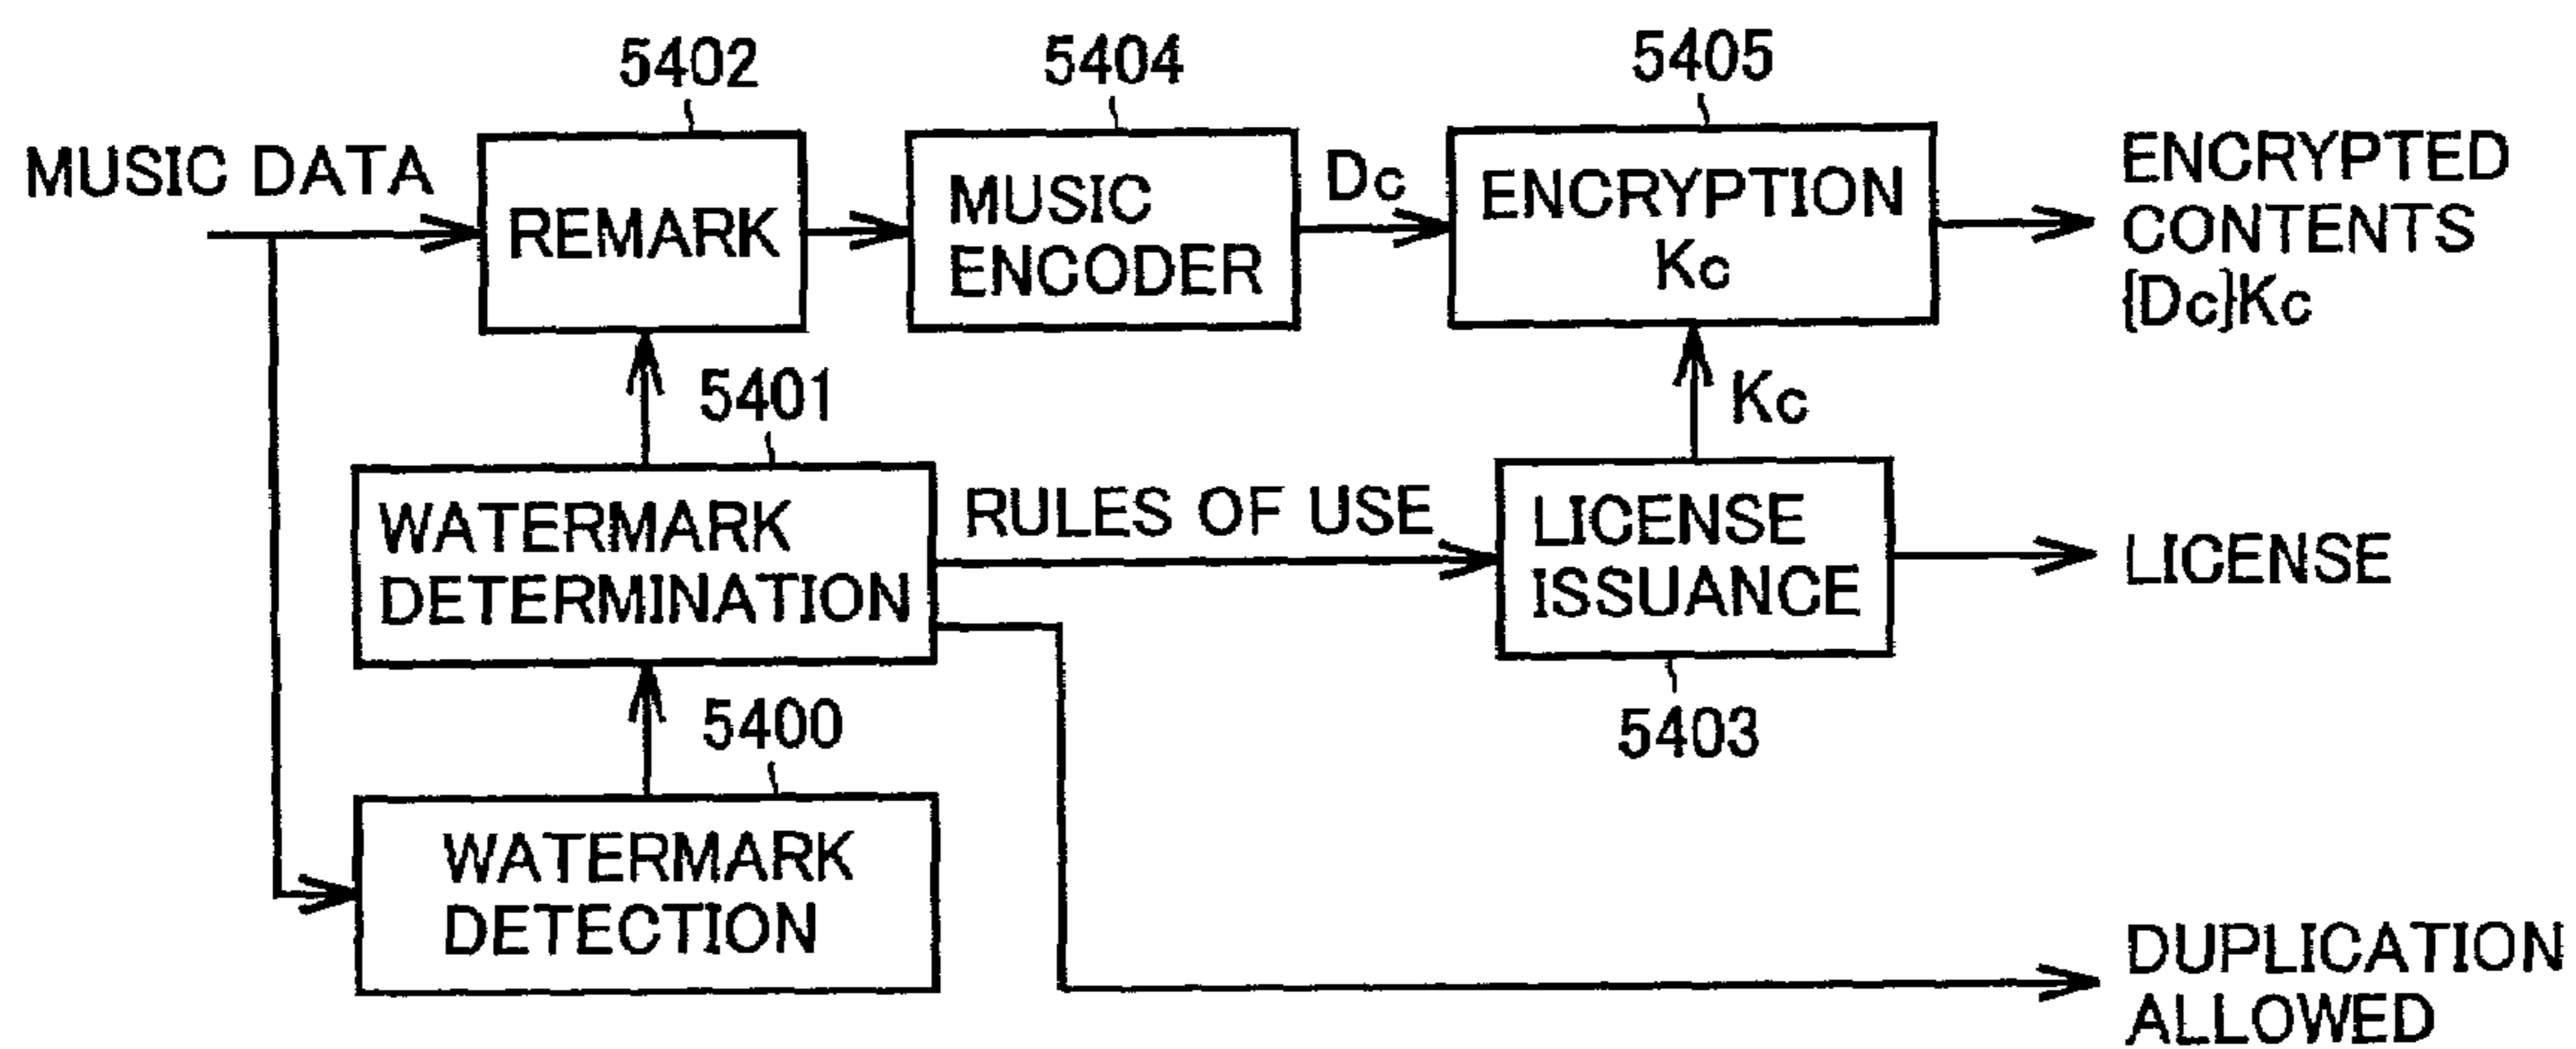 5402
5404
5405
MUSIC DATA
REMARK
MUSIC
ENCODER
Dc
ENCRYPTION
Kc
ENCRYPTED
CONTENTS
{Dc}Kc
5401
Kc
WATERMARK
DETERMINATION
RULES OF USE
LICENSE
ISSUANCE
LICENSE
5400
5403
WATERMARK
DETECTION
DUPLICATION
ALLOWED